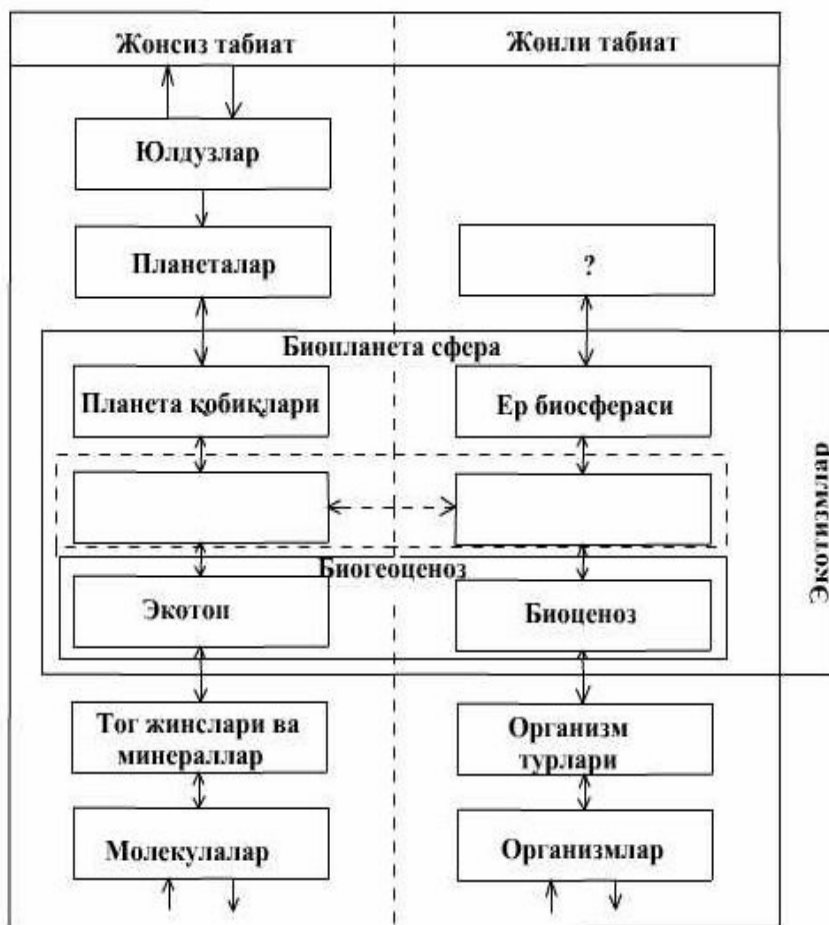 Жонсиз табиат
Жонли табиат
Юлдузлар
Планеталар
?
Биопланета сфера
Планета қобиқлари
Ер биосфераси
Биогеоценоз
Экотоп
Биоценоз
Экотизмлар
Тог жинслари ва
минераллар
Организм
турлари
Молекулалар
Организмлар